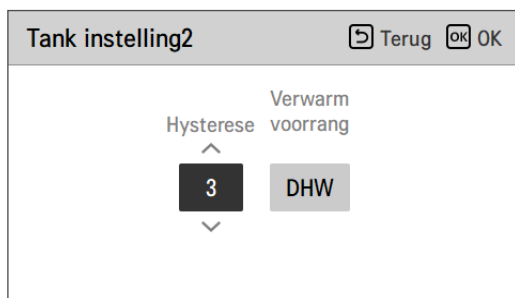 Tank instelling2 Terug OK OK
Verwarm
Hysterese voorrang
3 DHW